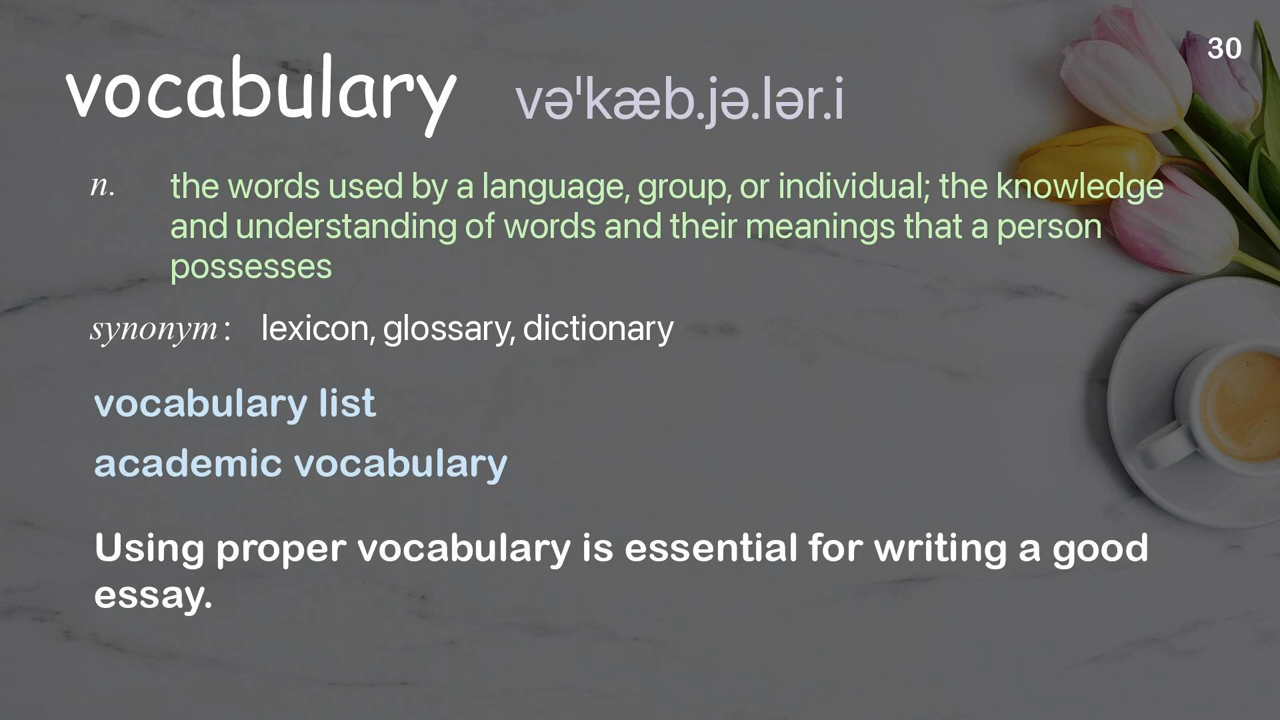 30
vocabulary vəˈkæb.jə.lər.i
n. the words used by a language, group, or individual; the knowledge
and understanding of words and their meanings that a person
possesses
synonym: lexicon, glossary, dictionary
vocabulary list
academic vocabulary
Using proper vocabulary is essential for writing a good
essay.